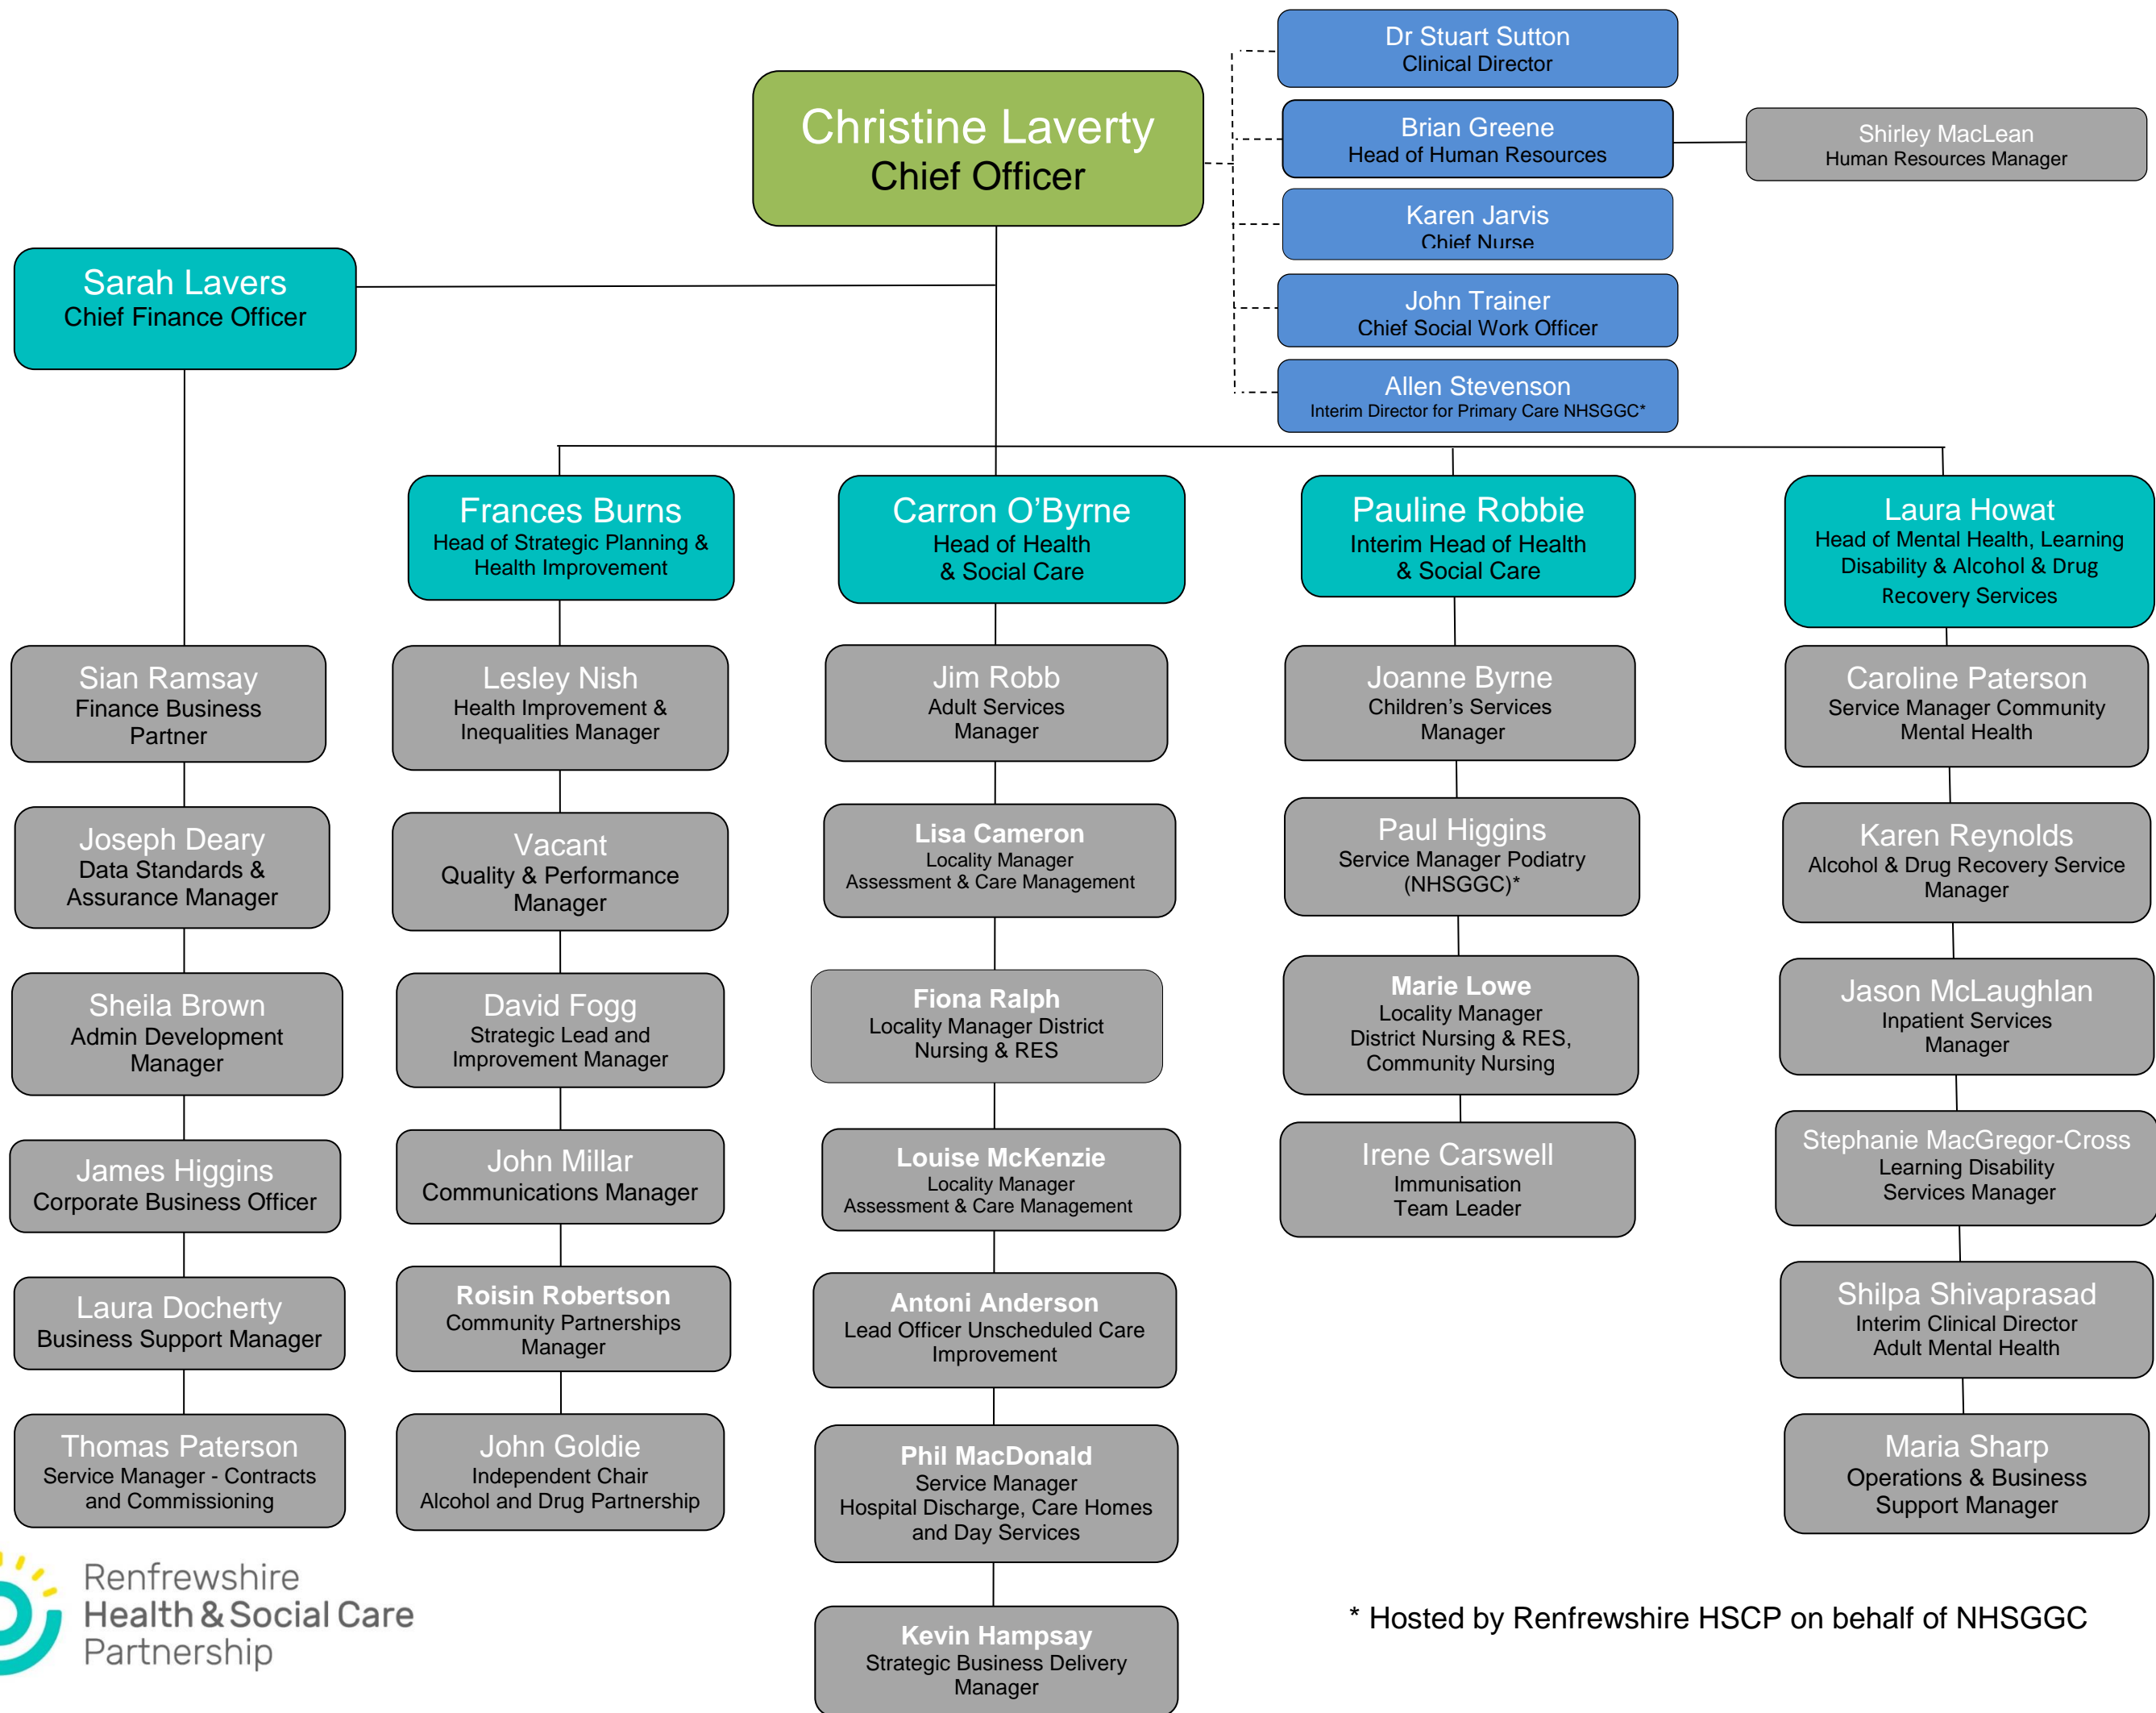 Dr Stuart Sutton
Clinical Director
Christine Laverty
Chief Officer
Brian Greene
Head of Human Resources
Shirley MacLean
Human Resources Manager
Karen Jarvis
Chief Nurse
Sarah Lavers
Chief Finance Officer
John Trainer
Chief Social Work Officer
Allen Stevenson
Interim Director for Primary Care NHSGGC*
Frances Burns
Head of Strategic Planning &
Health Improvement
Carron O’Byrne
Head of Health
& Social Care
Pauline Robbie
Interim Head of Health
& Social Care
Laura Howat
Head of Mental Health, Learning
Disability & Alcohol & Drug
Recovery Services
Sian Ramsay
Finance Business
Partner
Joseph Deary
Data Standards &
Assurance Manager
Sheila Brown
Admin Development
Manager
James Higgins
Corporate Business Officer
Laura Docherty
Business Support Manager
Thomas Paterson
Service Manager - Contracts
and Commissioning
Lesley Nish
Health Improvement &
Inequalities Manager
Vacant
Quality & Performance
Manager
David Fogg
Strategic Lead and
Improvement Manager
John Millar
Communications Manager
Roisin Robertson
Community Partnerships
Manager
John Goldie
Independent Chair
Alcohol and Drug Partnership
Jim Robb
Adult Services
Manager
Lisa Cameron
Locality Manager
Assessment & Care Management
Fiona Ralph
Locality Manager District
Nursing & RES
Louise McKenzie
Locality Manager
Assessment & Care Management
Antoni Anderson
Lead Officer Unscheduled Care
Improvement
Phil MacDonald
Service Manager
Hospital Discharge, Care Homes
and Day Services
Kevin Hampsay
Strategic Business Delivery
Manager
Joanne Byrne
Children’s Services
Manager
Paul Higgins
Service Manager Podiatry
(NHSGGC)*
Marie Lowe
Locality Manager
District Nursing & RES,
Community Nursing
Irene Carswell
Immunisation
Team Leader
Caroline Paterson
Service Manager Community
Mental Health
Karen Reynolds
Alcohol & Drug Recovery Service
Manager
Jason McLaughlan
Inpatient Services
Manager
Stephanie MacGregor-Cross
Learning Disability
Services Manager
Shilpa Shivaprasad
Interim Clinical Director
Adult Mental Health
Maria Sharp
Operations & Business
Support Manager
Renfrewshire
Health & Social Care
Partnership
* Hosted by Renfrewshire HSCP on behalf of NHSGGC